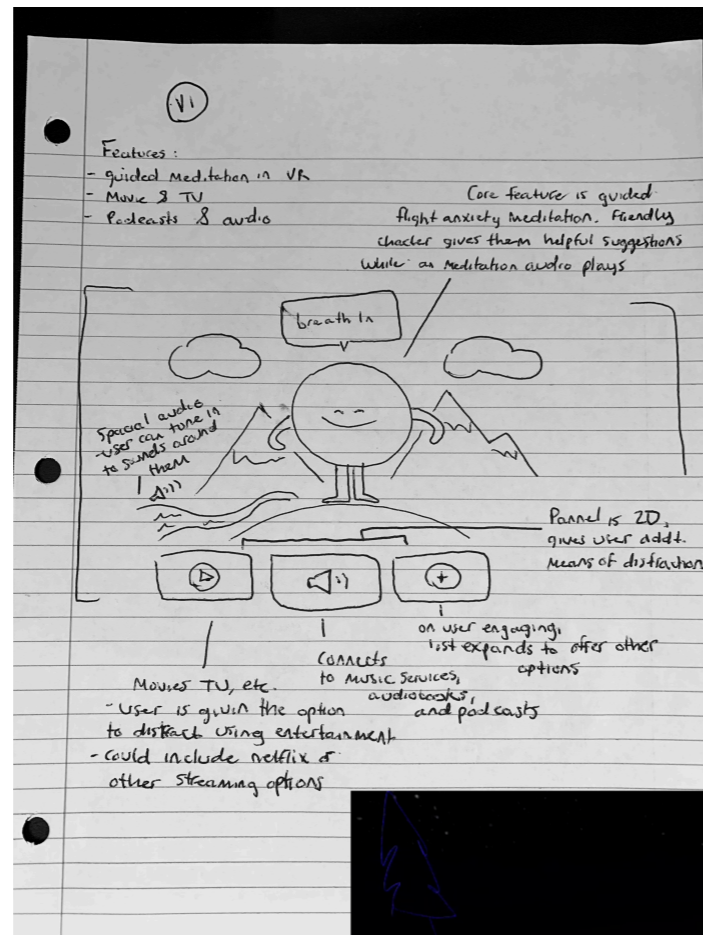 V1
Features:
- guided Meditation in VR
- Movie & TV
- Podcasts & audio
Core feature is guided
flight anxiety meditation. Friendly
chacter gives them helpful suggestions
while as meditation audio plays
breath In
Spacial audio
-user can tune in
to sounds around
them
Pannel is 2D,
gives user addt.
means of distraction
Movies TV, etc.
- user is givin the option
to distract using entertainment
- could include netflix or
other streaming options
Connects
to music services,
audiobooks,
and podcasts
on user engaging,
list expands to offer other
options